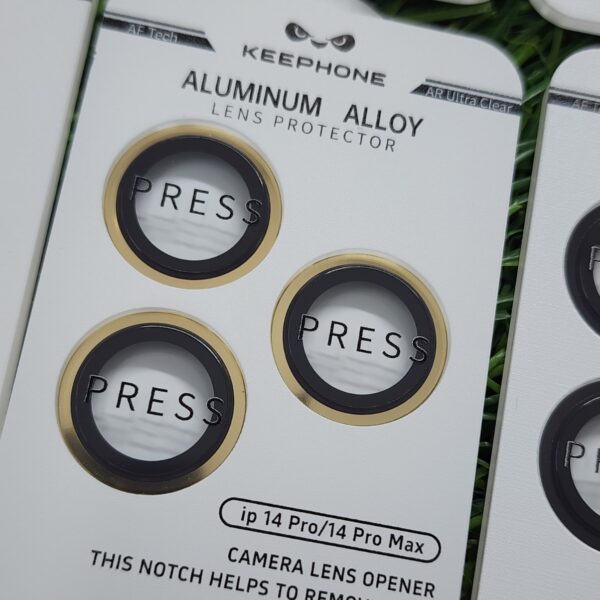 AF Tech
KEEPHONE
ALUMINUM ALLOY
AR Ultra Clear
LENS PROTECTOR
PRESS
PRESS
PRESS
ip 14 Pro/14 Pro Max
CAMERA LENS OPENER
THIS NOTCH HELPS TO